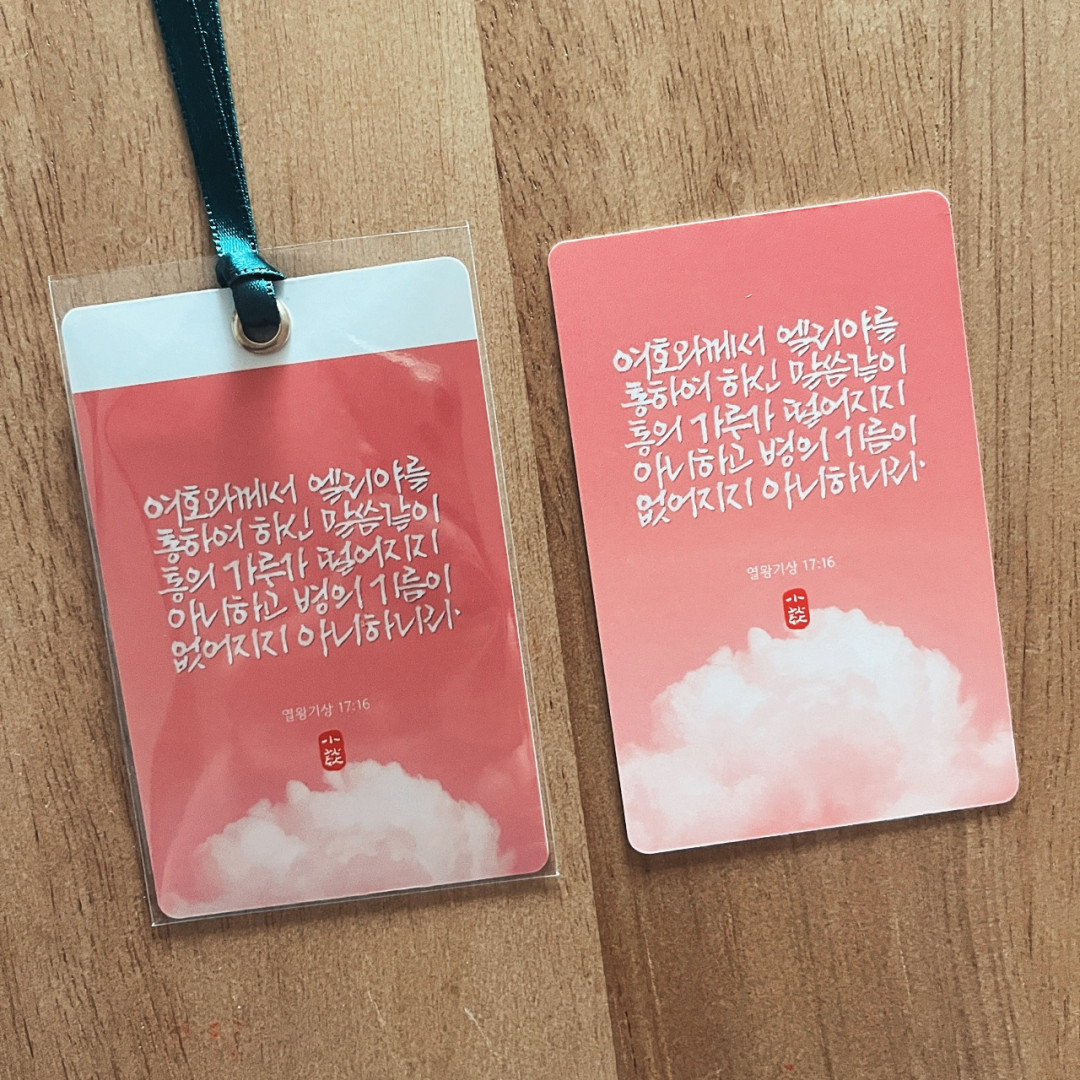 여호와께서 엘리야를
통하여 하신 말씀같이
통의 가루가 떨어지지
아니하고 병의 기름이
없어지지 아니하니라.
열왕기상 17:16
여호와께서 엘리야를
통하여 하신 말씀같이
통의 가루가 떨어지지
아니하고 병의 기름이
없어지지 아니하니라.
열왕기상 17:16